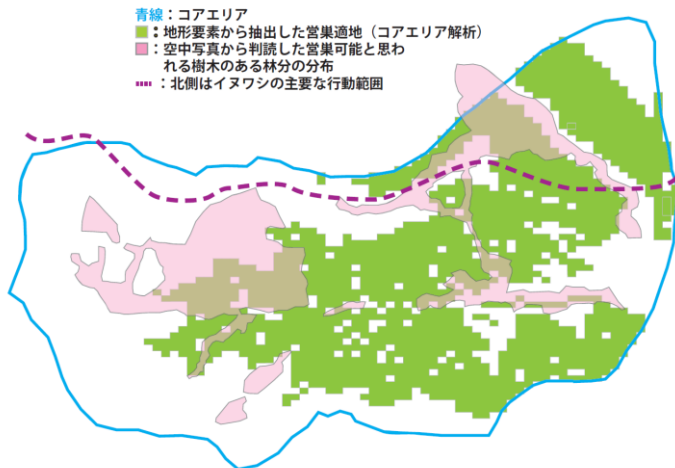 青線：コアエリア
：地形要素から抽出した営巣適地（コアエリア解析）
：空中写真から判読した営巣可能と思わ
れる樹木のある林分の分布
：北側はイヌワシの主要な行動範囲